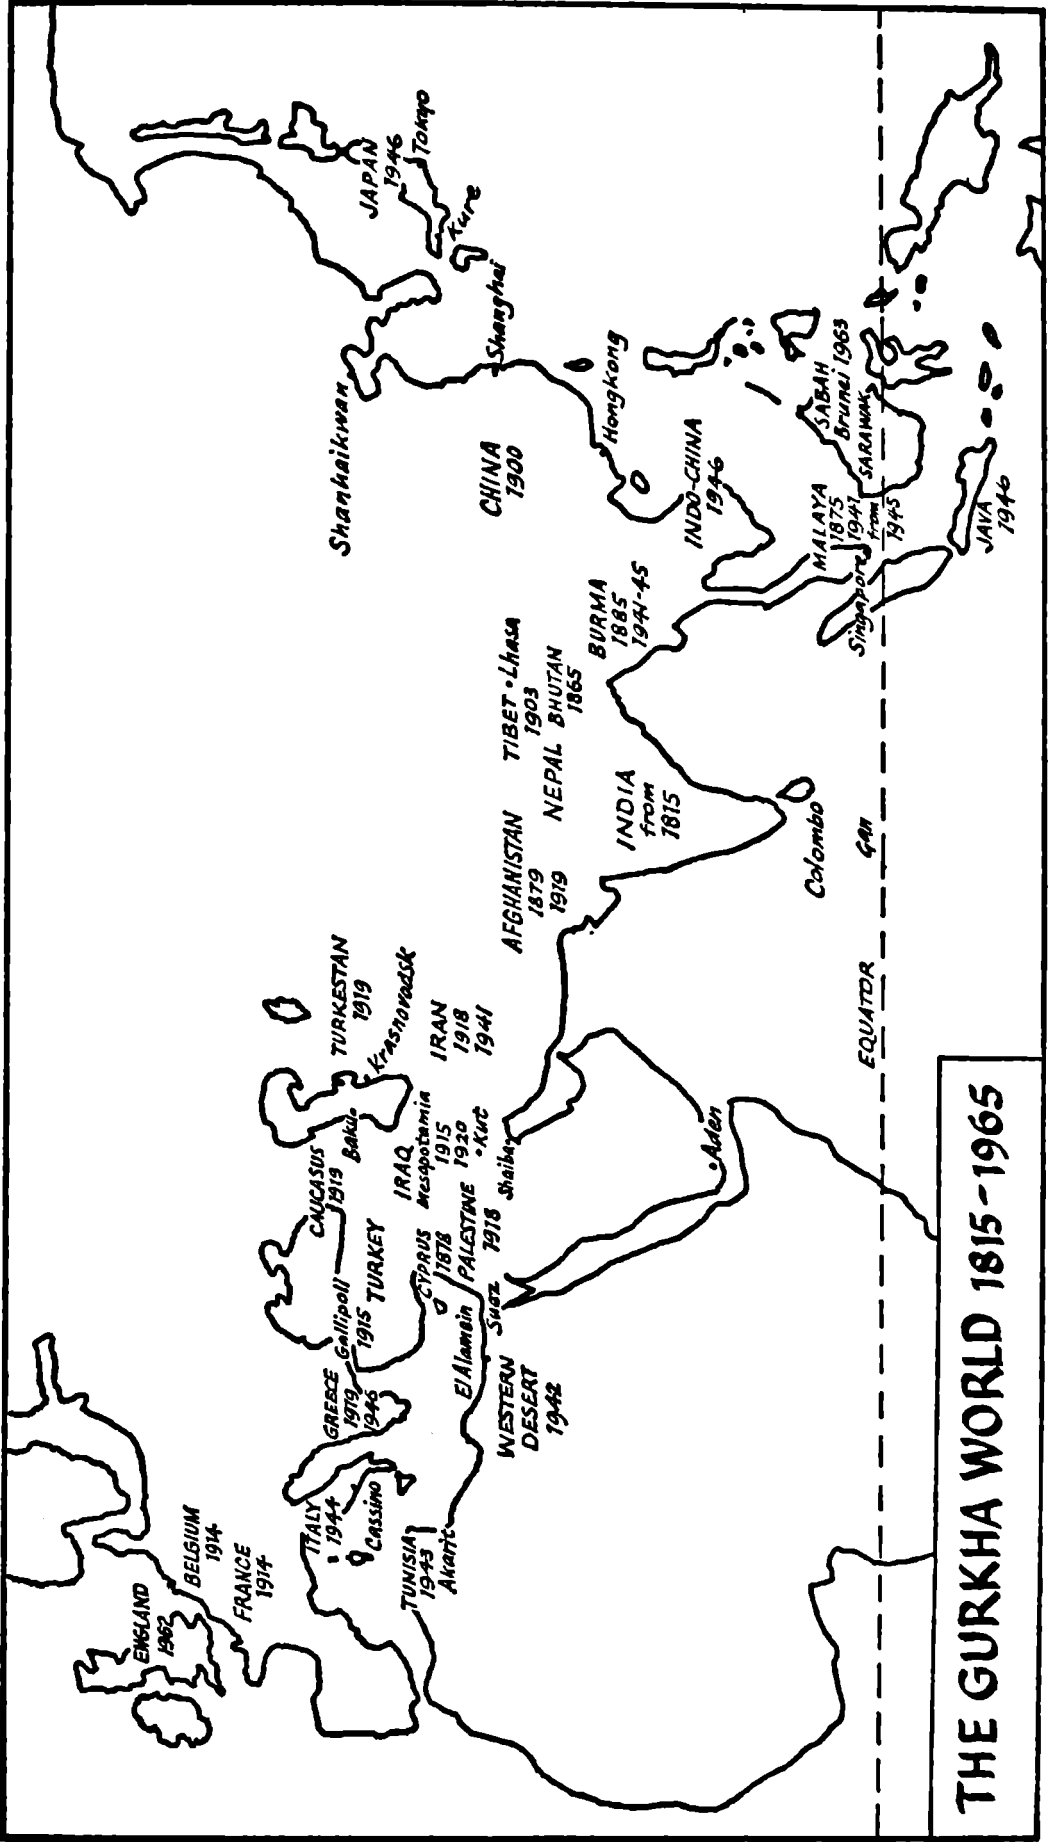 ENGLAND
1962
BELGIUM
1914
FRANCE
1914
ITALY
1944
Cassino
TUNISIA
1943
Akarit
GREECE
1919
1946
Gallipoli
1915
TURKEY
CAUCASUS
1919
Baku
TURKESTAN
1919
Krasnovadsk
CYPRUS
1878
IRAQ
Mesopotamia
1915
1920
Kut
IRAN
1918
1941
PALESTINE
1918
Shaiba
El Alamein
Suez
WESTERN
DESERT
1942
Aden
AFGHANISTAN
1879
1919
TIBET
Lhasa
1903
NEPAL
BHUTAN
1865
INDIA
from
1815
Colombo
Gan
EQUATOR
BURMA
1885
1941-45
CHINA
1900
Shanhaikwan
Shanghai
Hongkong
JAPAN
1946
Tokyo
Kure
INDO-CHINA
1946
MALAYA
1875
1941
from
1945
Singapore
SABAH
Brunei 1963
SARAWAK
JAVA
1946
THE GURKHA WORLD 1815-1965